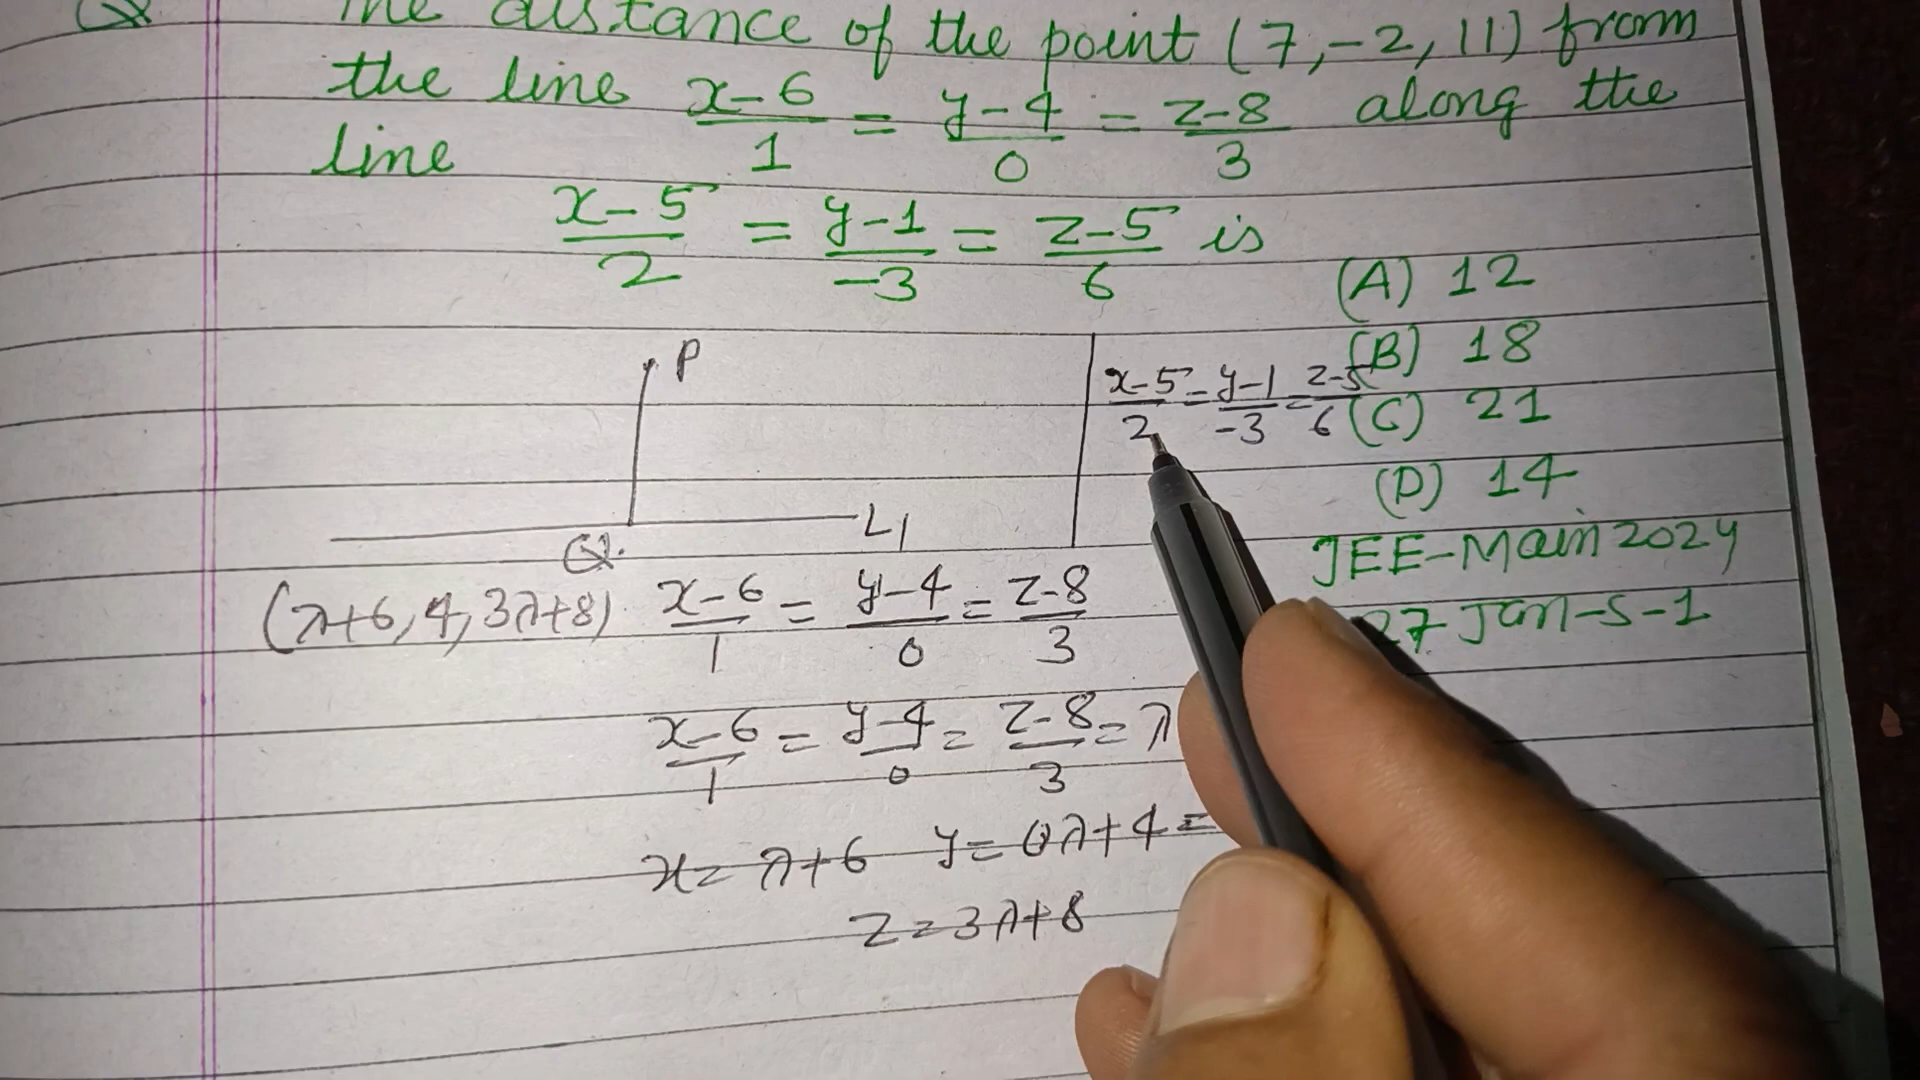 Q The distance of the point (7,-2,11) from
the line (x-6)/1 = (y-4)/0 = (z-8)/3 along the
line
(x-5)/2 = (y-1)/-3 = (z-5)/6 is
(A) 12
(B) 18
(C) 21
(D) 14
JEE-Main 2024
27 Jan-S-1
P
(x-5)/2 = (y-1)/-3 = (z-5)/6
L1
Q.
(λ+6, 4, 3λ+8) (x-6)/1 = (y-4)/0 = (z-8)/3
(x-6)/1 = (y-4)/0 = (z-8)/3 = λ
x = λ+6 y = 0λ+4 =
z = 3λ+8